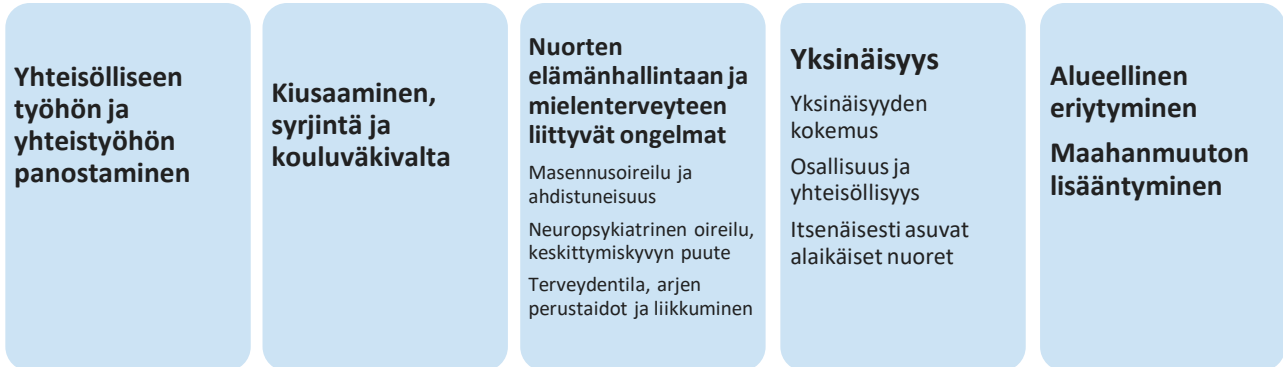 Yhteisölliseen
työhön ja
yhteistyöhön
panostaminen
Kiusaaminen,
syrjintä ja
kouluväkivalta
Nuorten
elämänhallintaan ja
mielenterveyteen
liittyvät ongelmat
Masennusoireilu ja
ahdistuneisuus
Neuropsykiatrinen oireilu,
keskittymiskyvyn puute
Terveydentila, arjen
perustaidot ja liikkuminen
Yksinäisyys
Yksinäisyyden
kokemus
Osallisuus ja
yhteisöllisyys
Itsenäisesti asuvat
alaikäiset nuoret
Alueellinen
eriytyminen
Maahanmuuton
lisääntyminen